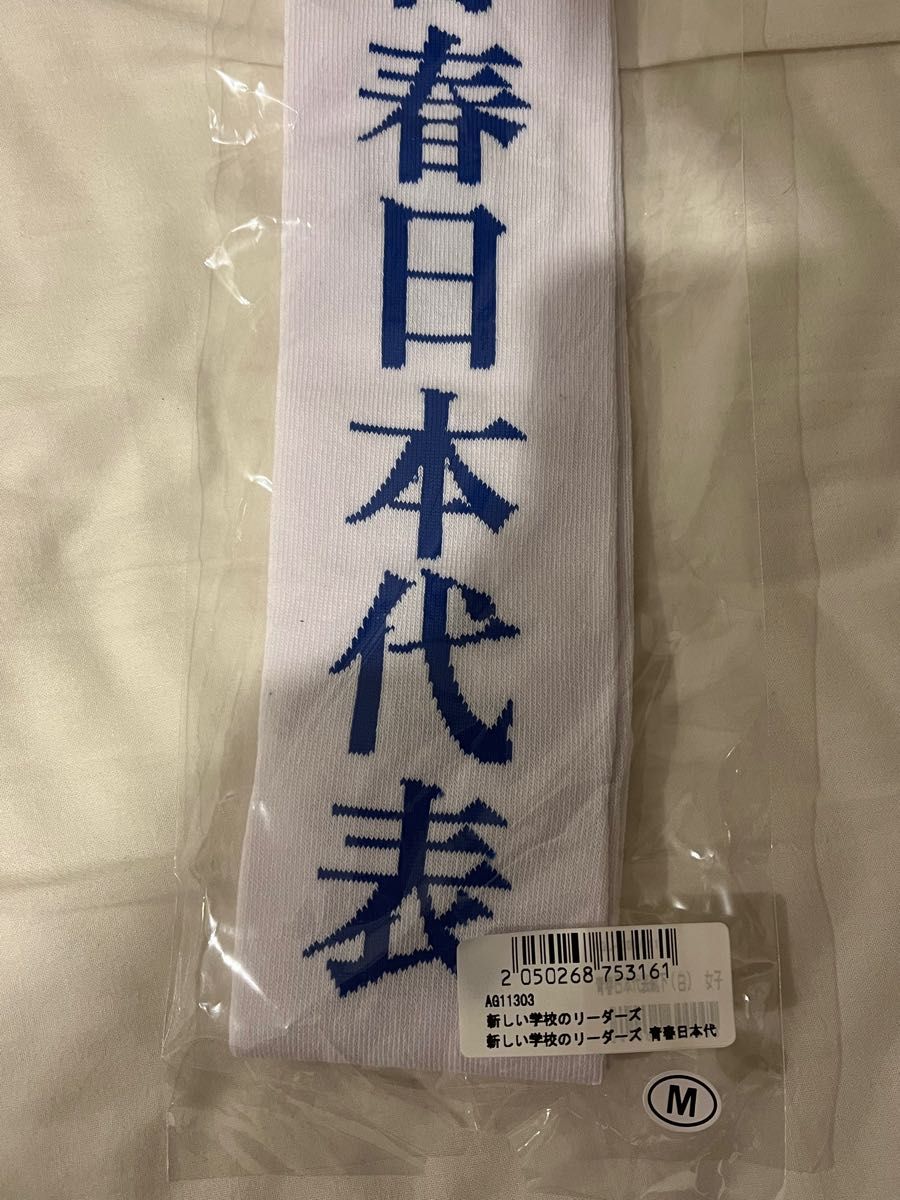 青春日本代表
2 050268 753161
AG11303
新しい学校のリーダーズ
新しい学校のリーダーズ 青春日本代
M